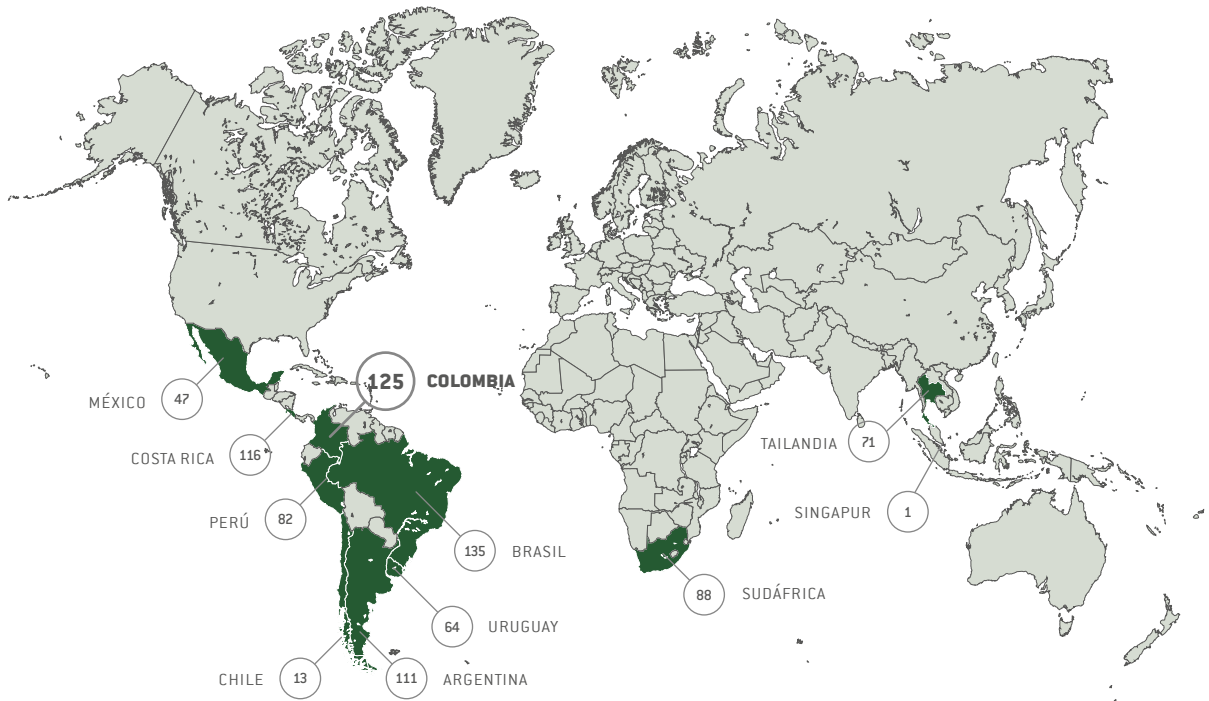 125 COLOMBIA
MÉXICO 47
COSTA RICA 116
TAILANDIA 71
PERÚ 82
SINGAPUR 1
135 BRASIL
88 SUDÁFRICA
64 URUGUAY
CHILE 13
111 ARGENTINA